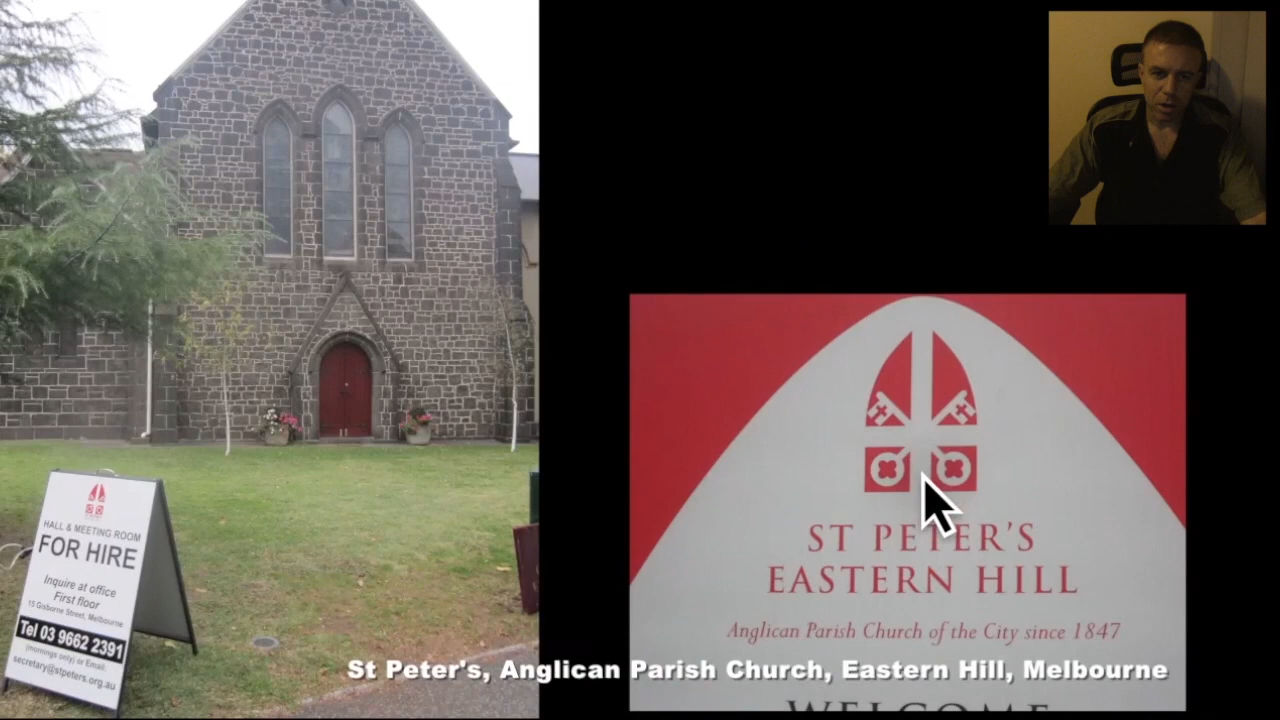 HALL & MEETING ROOM
FOR HIRE
Inquire at office
First floor
15 Gisborne Street, Melbourne
Tel 03 9662 2391
(mornings only) or Email:
secretary@stpeters.org.au
ST PETER'S
EASTERN HILL
Anglican Parish Church of the City since 1847
WELCOME
St Peter's, Anglican Parish Church, Eastern Hill, Melbourne